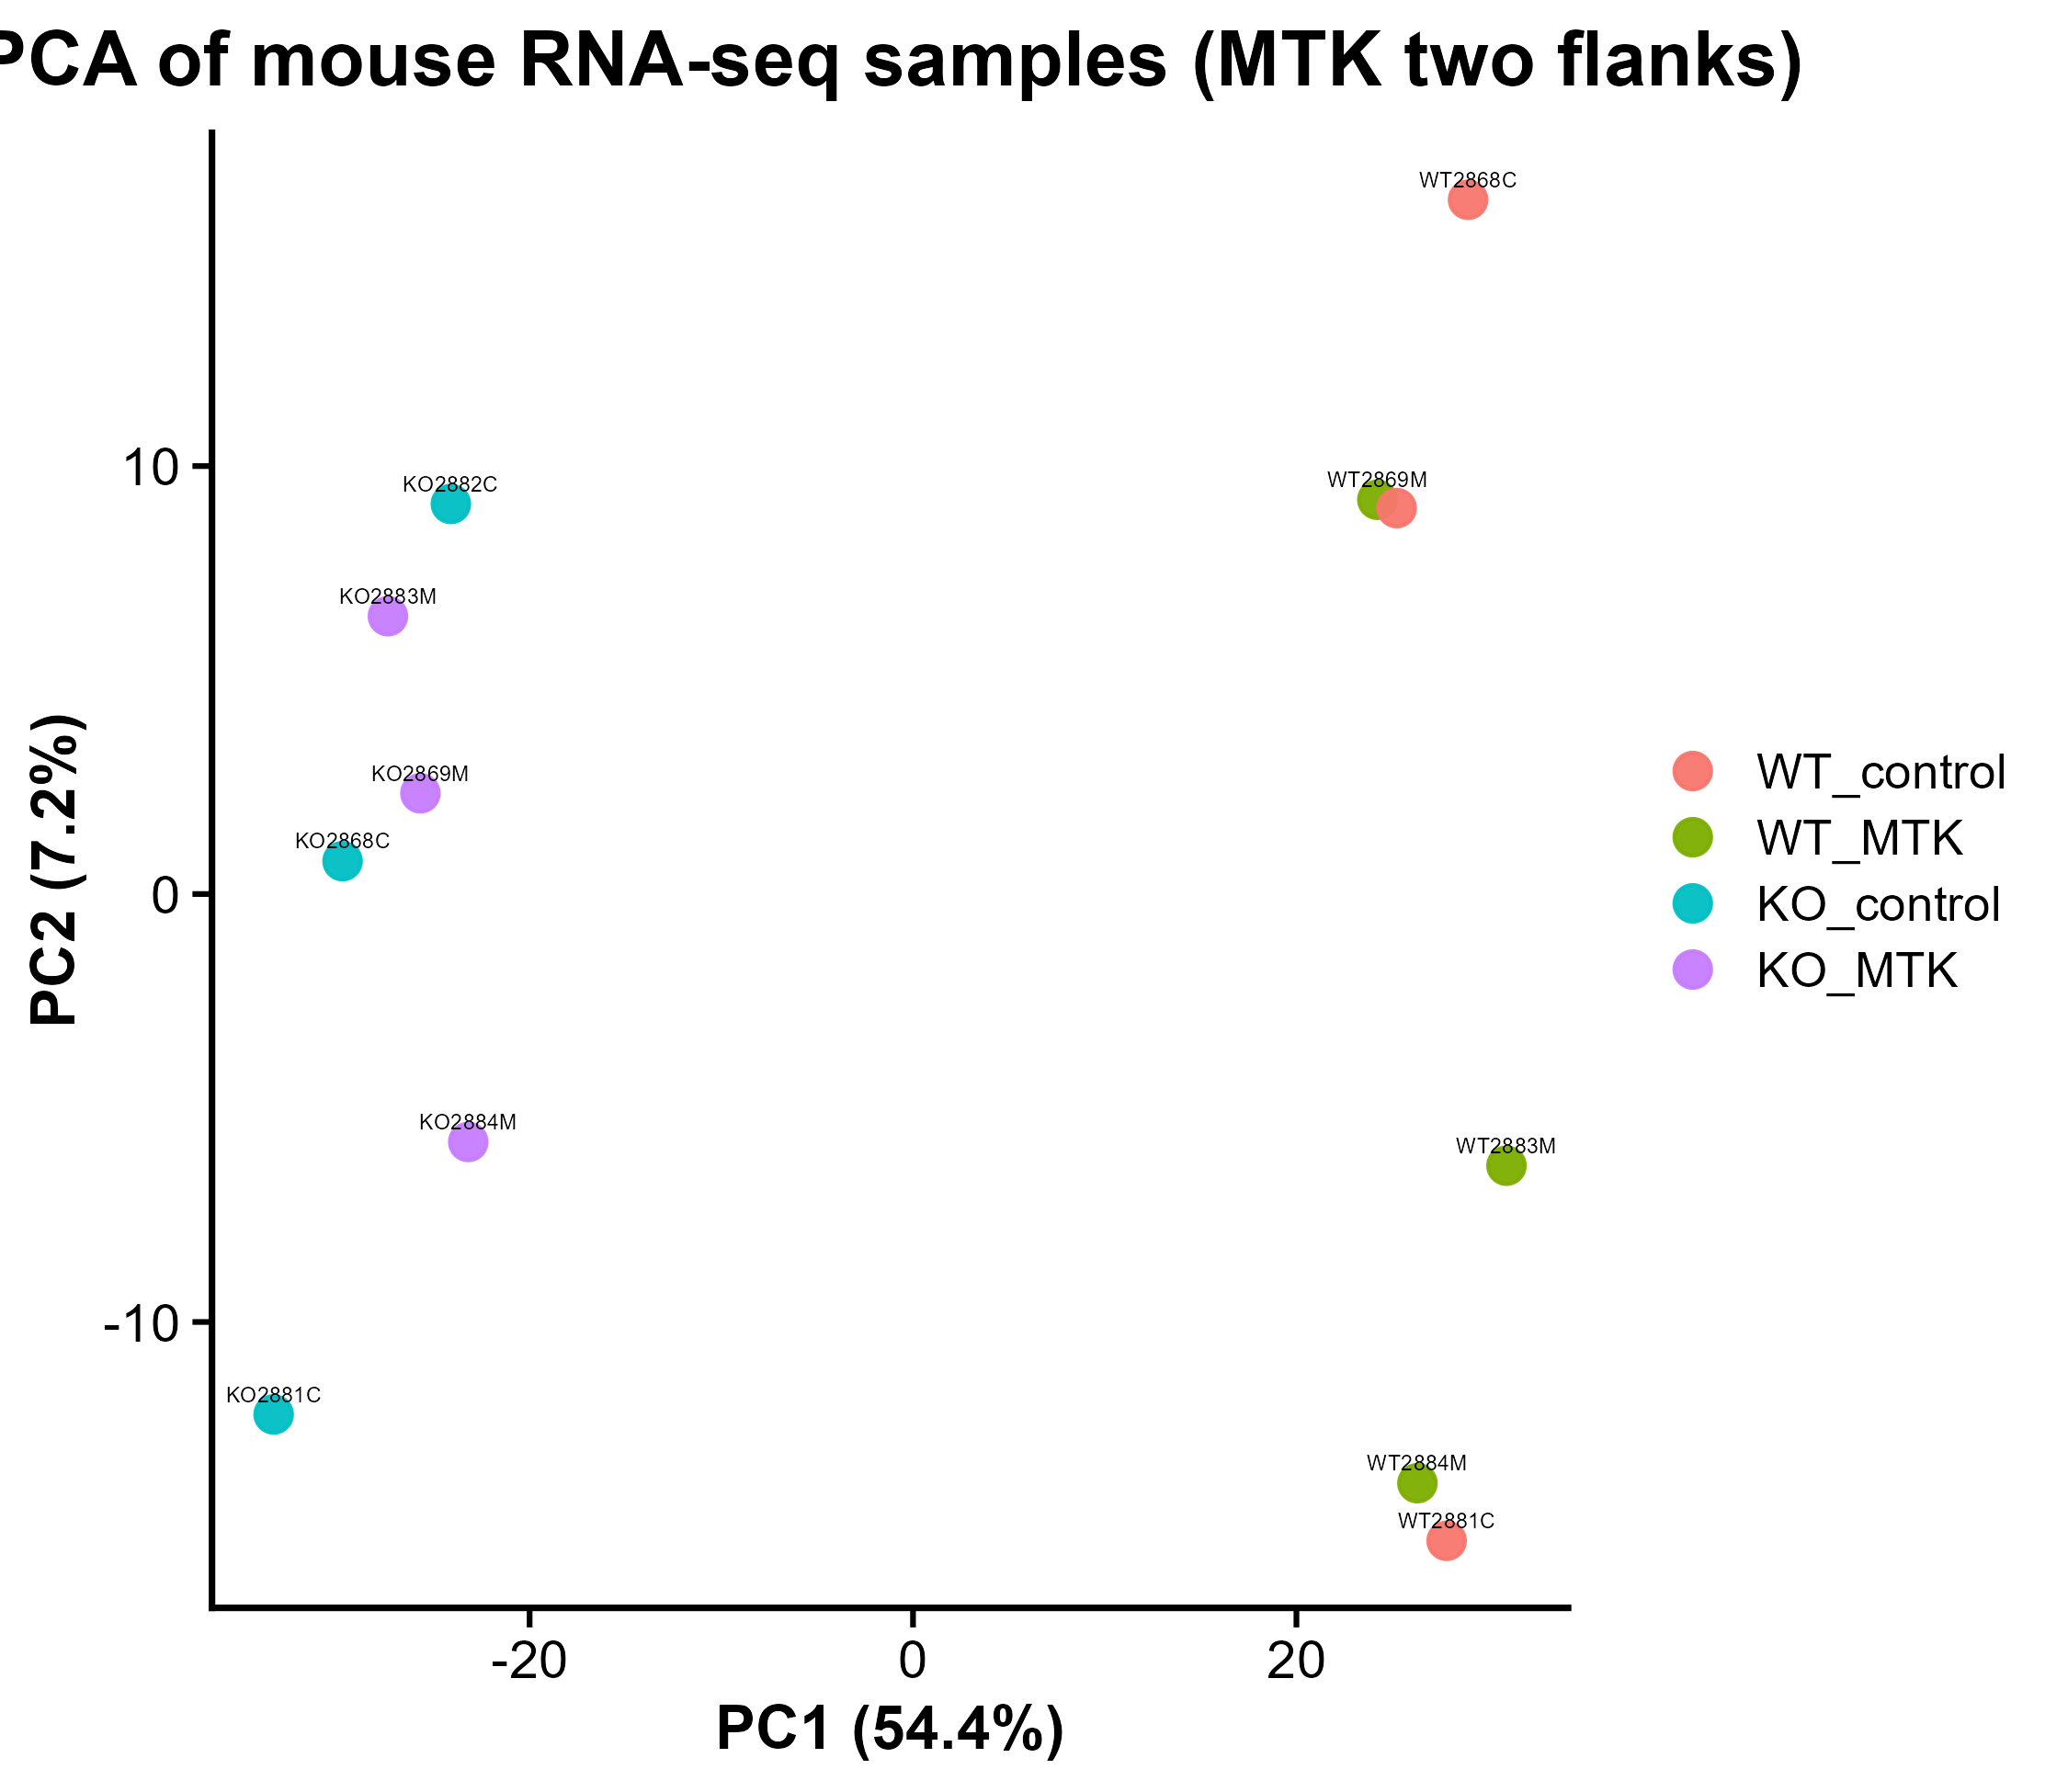 PCA of mouse RNA-seq samples (MTK two flanks)
WT2868C
10
KO2882C
WT2869M
KO2883M
KO2869M
KO2868C
0
KO2884M
WT2883M
-10
KO2881C
WT2884M
WT2881C
-20
0
20
PC1 (54.4%)
PC2 (7.2%)
WT_control
WT_MTK
KO_control
KO_MTK